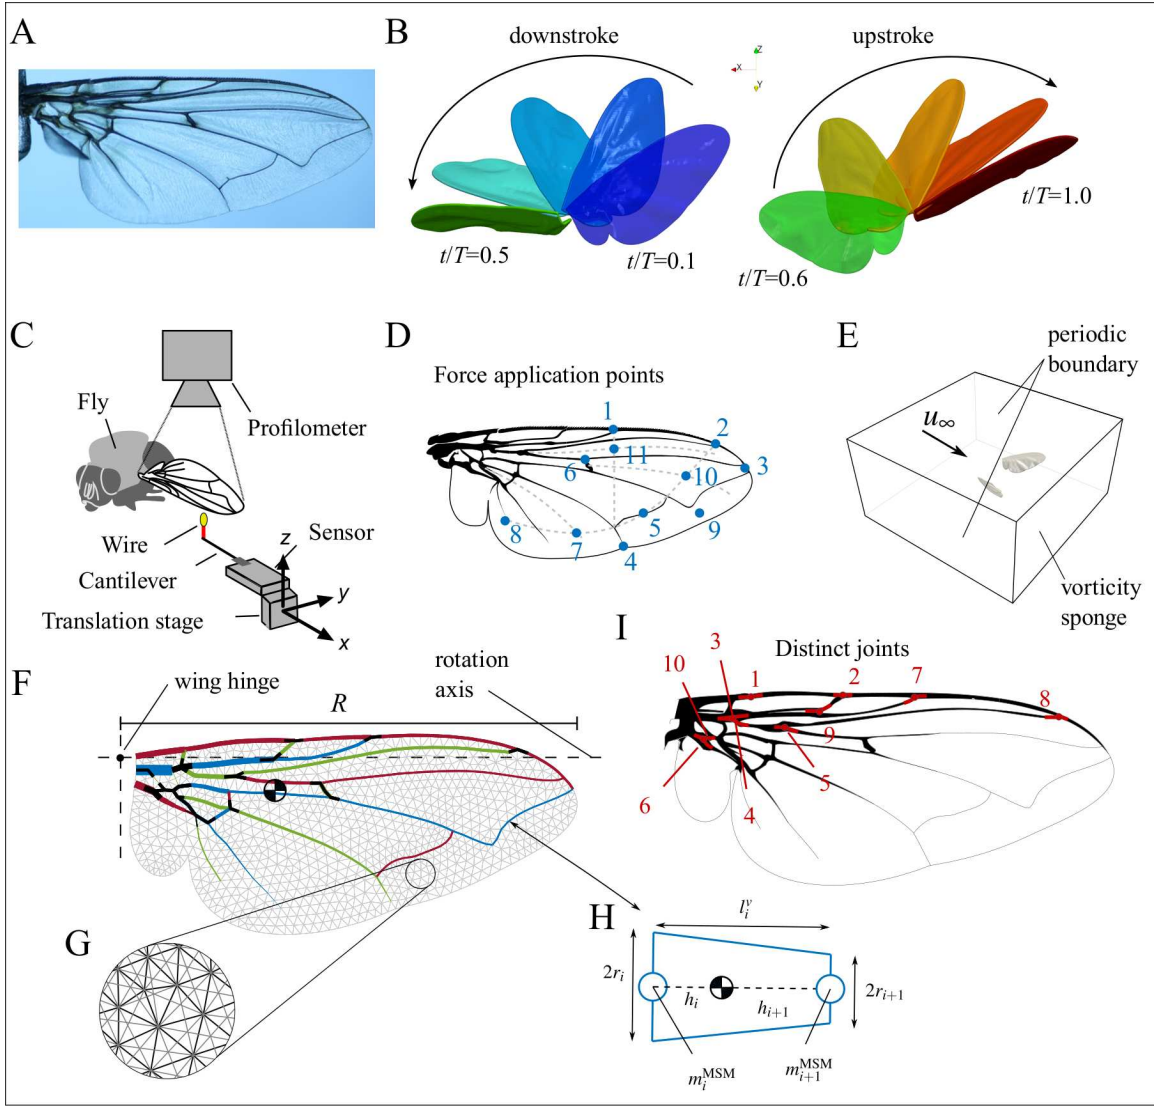 A
B
downstroke
upstroke
Z
X
Y
t/T=0.5
t/T=0.1
t/T=0.6
t/T=1.0
C
Fly
Profilometer
Wire
Sensor
Cantilever
Translation stage
z
y
x
D
Force application points
1
2
3
4
5
6
7
8
9
10
11
E
periodic
boundary
u∞
vorticity
sponge
F
wing hinge
rotation
axis
R
G
H
l_i^v
2r_i
h_i
h_{i+1}
2r_{i+1}
m_i^MSM
m_{i+1}^MSM
I
Distinct joints
3
10
1
2
7
8
9
5
6
4